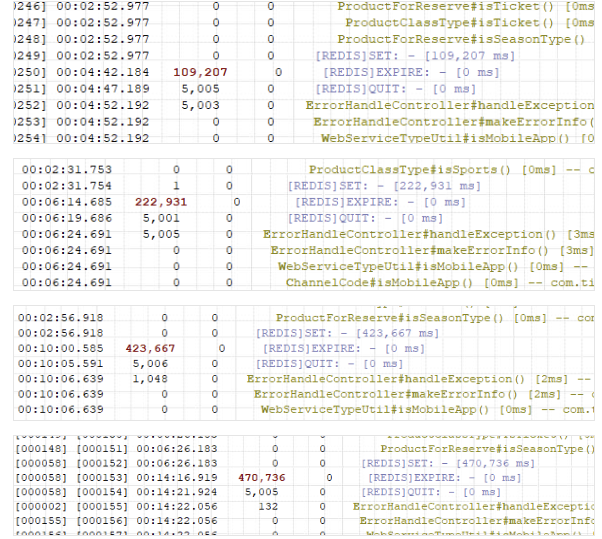 )246] 00:02:52.977 0 0 ProductForReserve#isTicket() [0ms
)247] 00:02:52.977 0 0 ProductClassType#isTicket() [0ms
)248] 00:02:52.977 0 0 ProductForReserve#isSeasonType()
)249] 00:02:52.977 0 0 [REDIS]SET: - [109,207 ms]
)250] 00:04:42.184 109,207 0 [REDIS]EXPIRE: - [0 ms]
)251] 00:04:47.189 5,005 0 [REDIS]QUIT: - [0 ms]
)252] 00:04:52.192 5,003 0 ErrorHandleController#handleException
)253] 00:04:52.192 0 0 ErrorHandleController#makeErrorInfo(
)254] 00:04:52.192 0 0 WebServiceTypeUtil#isMobileApp() [0
00:02:31.753 0 0 ProductClassType#isSports() [0ms] -- c
00:02:31.754 1 0 [REDIS]SET: - [222,931 ms]
00:06:14.685 222,931 0 [REDIS]EXPIRE: - [0 ms]
00:06:19.686 5,001 0 [REDIS]QUIT: - [0 ms]
00:06:24.691 5,005 0 ErrorHandleController#handleException() [3ms
00:06:24.691 0 0 ErrorHandleController#makeErrorInfo() [3ms]
00:06:24.691 0 0 WebServiceTypeUtil#isMobileApp() [0ms] --
00:06:24.691 0 0 ChannelCode#isMobileApp() [0ms] -- com.ti
00:02:56.918 0 0 ProductForReserve#isSeasonType() [0ms] -- com
00:02:56.918 0 0 [REDIS]SET: - [423,667 ms]
00:10:00.585 423,667 0 [REDIS]EXPIRE: - [0 ms]
00:10:05.591 5,006 0 [REDIS]QUIT: - [0 ms]
00:10:06.639 1,048 0 ErrorHandleController#handleException() [2ms] --
00:10:06.639 0 0 ErrorHandleController#makeErrorInfo() [2ms] -- c
00:10:06.639 0 0 WebServiceTypeUtil#isMobileApp() [0ms] -- com.t
[000148] [000151] 00:06:26.183 0 0 ProductForReserve#isSeasonType()
[000058] [000152] 00:06:26.183 0 0 [REDIS]SET: - [470,736 ms]
[000058] [000153] 00:14:16.919 470,736 0 [REDIS]EXPIRE: - [0 ms]
[000058] [000154] 00:14:21.924 5,005 0 [REDIS]QUIT: - [0 ms]
[000002] [000155] 00:14:22.056 132 0 ErrorHandleController#handleExceptio
[000155] [000156] 00:14:22.056 0 0 ErrorHandleController#makeErrorInfo